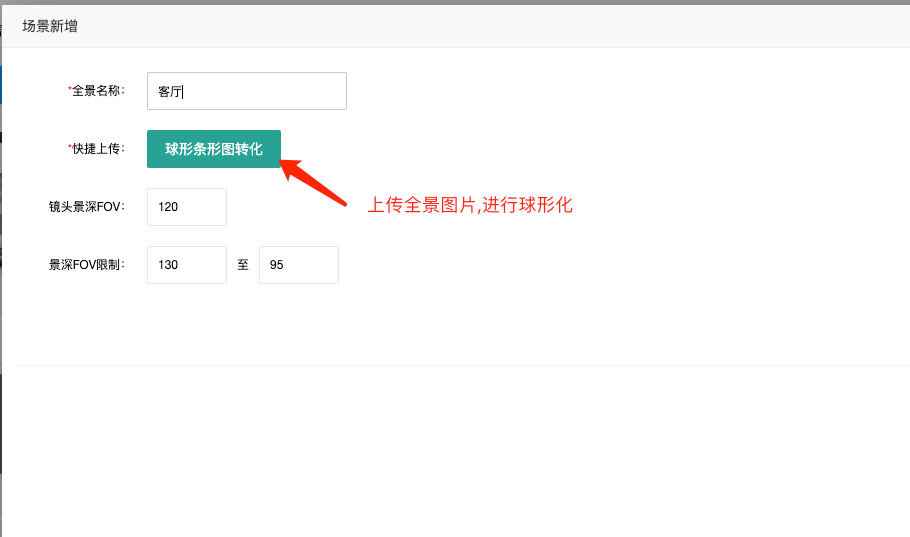 场景新增
*全景名称： 客厅
*快捷上传： 球形条形图转化
镜头景深FOV： 120
上传全景图片,进行球形化
景深FOV限制： 130 至 95